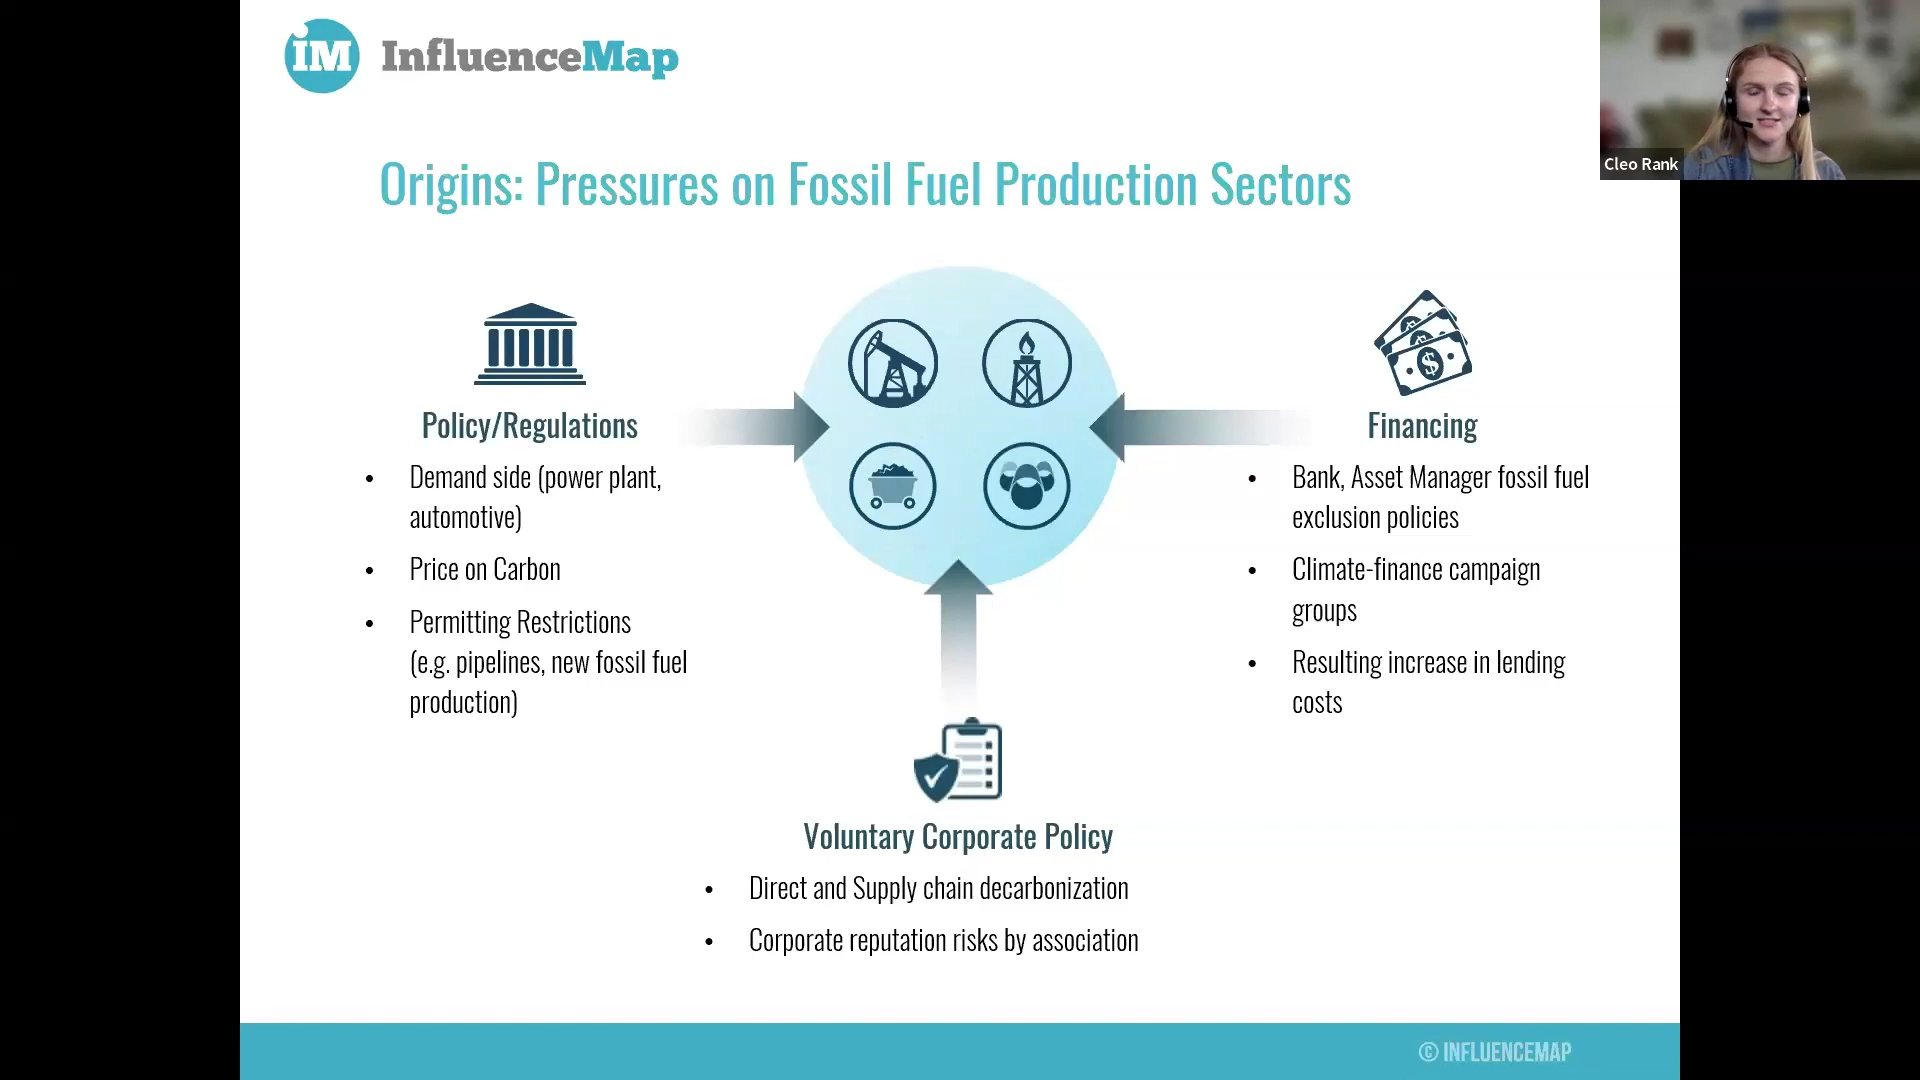 iM InfluenceMap
Cleo Rank
Origins: Pressures on Fossil Fuel Production Sectors
Policy/Regulations
• Demand side (power plant,
automotive)
• Price on Carbon
• Permitting Restrictions
(e.g. pipelines, new fossil fuel
production)
$
Financing
• Bank, Asset Manager fossil fuel
exclusion policies
• Climate-finance campaign
groups
• Resulting increase in lending
costs
Voluntary Corporate Policy
• Direct and Supply chain decarbonization
• Corporate reputation risks by association
© INFLUENCEMAP